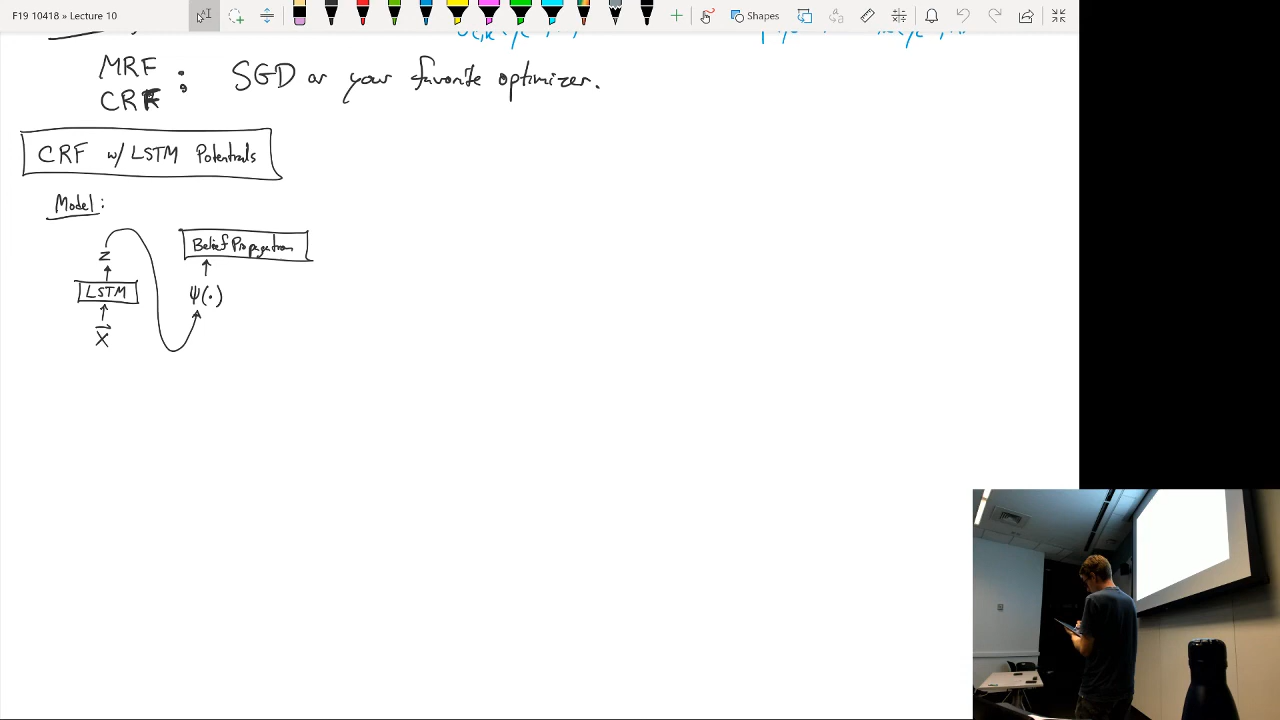 F19 10418 » Lecture 10
Shapes
MRF
CRF
: SGD or your favorite optimizer.
CRF w/ LSTM Potentials
Model:
Belief Propagation
z
LSTM
ψ(·)
X